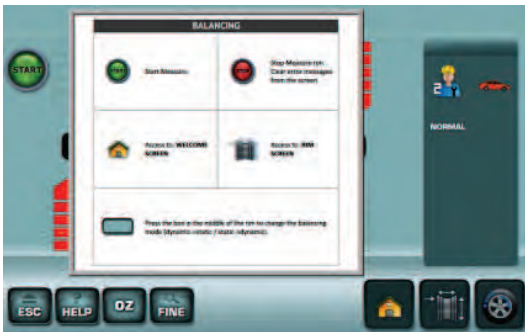 BALANCING
START
START
Start Measure.
STOP
Stop Measure run
Clear error messages
from the screen
Access to: WELCOME
SCREEN
Access to: RIM
SCREEN
Press the box in the middle of the rim to change the balancing
mode (dynamic-static / static-dynamic).
2
NORMAL
ESC
?
HELP
OZ
FINE